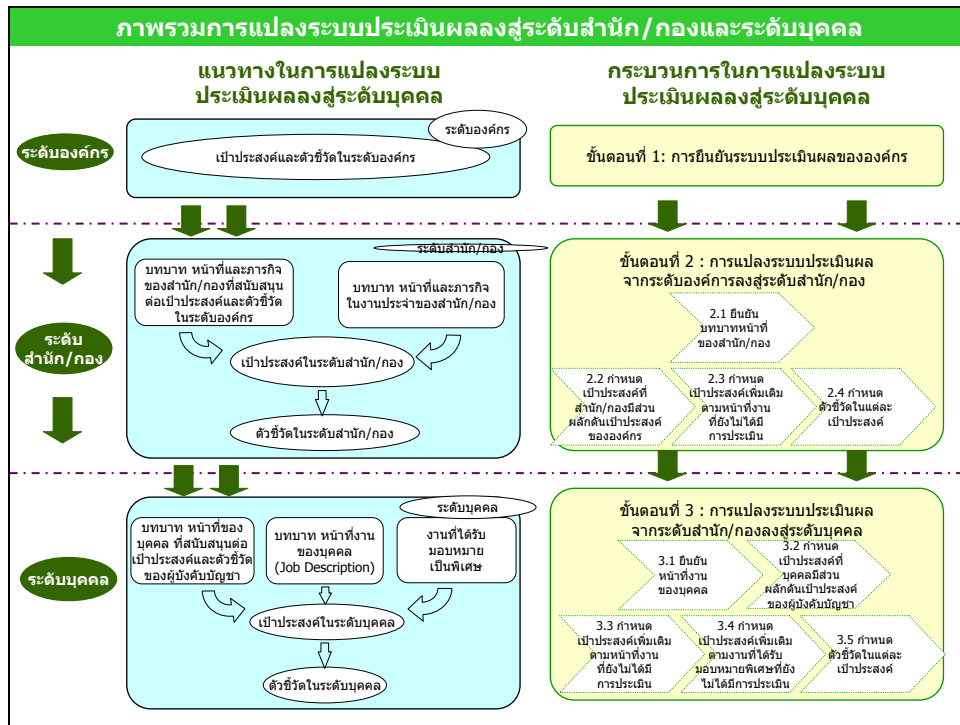 ภาพรวมการแปลงระบบประเมินผลลงสู่ระดับสำนัก/กองและระดับบุคคล
แนวทางในการแปลงระบบ
ประเมินผลลงสู่ระดับบุคคล
กระบวนการในการแปลงระบบ
ประเมินผลลงสู่ระดับบุคคล
ระดับองค์กร
ระดับองค์กร
เป้าประสงค์และตัวชี้วัดในระดับองค์กร
ขั้นตอนที่ 1: การยืนยันระบบประเมินผลขององค์กร
ระดับ
สำนัก/กอง
ระดับสำนัก/กอง
บทบาท หน้าที่และภารกิจ
ของสำนัก/กองที่สนับสนุน
ต่อเป้าประสงค์และตัวชี้วัด
ในระดับองค์กร
บทบาท หน้าที่และภารกิจ
ในงานประจำของสำนัก/กอง
เป้าประสงค์ในระดับสำนัก/กอง
ตัวชี้วัดในระดับสำนัก/กอง
ขั้นตอนที่ 2 : การแปลงระบบประเมินผล
จากระดับองค์การลงสู่ระดับสำนัก/กอง
2.1 ยืนยัน
บทบาทหน้าที่
ของสำนัก/กอง
2.2 กำหนด
เป้าประสงค์ที่
สำนัก/กองมีส่วน
ผลักดันเป้าประสงค์
ขององค์กร
2.3 กำหนด
เป้าประสงค์เพิ่มเติม
ตามหน้าที่งาน
ที่ยังไม่ได้มี
การประเมิน
2.4 กำหนด
ตัวชี้วัดในแต่ละ
เป้าประสงค์
ระดับบุคคล
ระดับบุคคล
บทบาท หน้าที่ของ
บุคคล ที่สนับสนุนต่อ
เป้าประสงค์และตัวชี้วัด
ของผู้บังคับบัญชา
บทบาท หน้าที่งาน
ของบุคคล
(Job Description)
งานที่ได้รับ
มอบหมาย
เป็นพิเศษ
เป้าประสงค์ในระดับบุคคล
ตัวชี้วัดในระดับบุคคล
ขั้นตอนที่ 3 : การแปลงระบบประเมินผล
จากระดับสำนัก/กองลงสู่ระดับบุคคล
3.1 ยืนยัน
หน้าที่งาน
ของบุคคล
3.2 กำหนด
เป้าประสงค์ที่
บุคคลมีส่วน
ผลักดันเป้าประสงค์
ของผู้บังคับบัญชา
3.3 กำหนด
เป้าประสงค์เพิ่มเติม
ตามหน้าที่งาน
ที่ยังไม่ได้มี
การประเมิน
3.4 กำหนด
เป้าประสงค์เพิ่มเติม
ตามงานที่ได้รับ
มอบหมายพิเศษที่ยัง
ไม่ได้มีการประเมิน
3.5 กำหนด
ตัวชี้วัดในแต่ละ
เป้าประสงค์